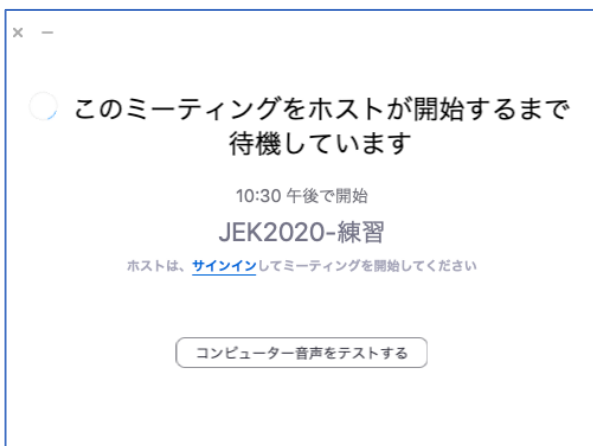 このミーティングをホストが開始するまで
待機しています
10:30 午後で開始
JEK2020-練習
ホストは、サインインしてミーティングを開始してください
コンピューター音声をテストする